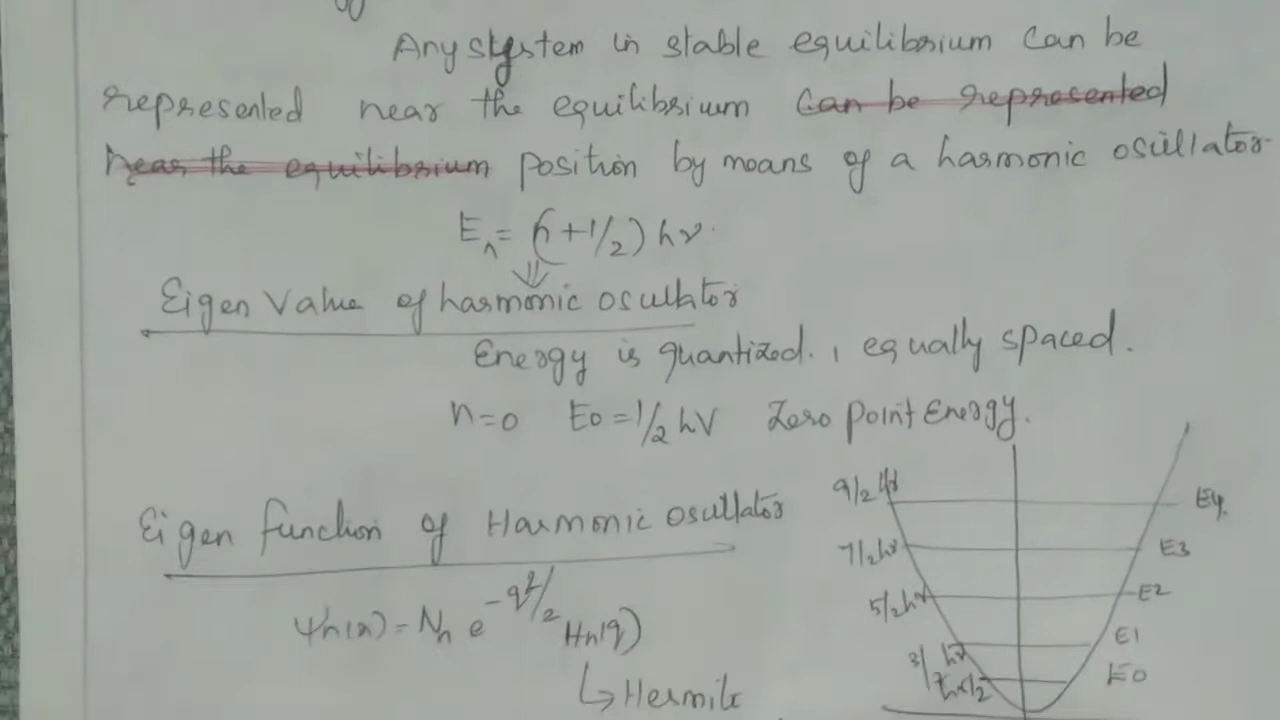 Any system in stable equilibrium can be
represented near the equilibrium can be represented
near the equilibrium position by means of a harmonic oscillator
En = (n+1/2) hν
Eigen Value of harmonic oscillator
Energy is quantized, equally spaced.
n=0 E0 = 1/2 hν Zero point Energy.
Eigen function of Harmonic oscillator
ψn(x) = Nn e^{-q²/2} Hn(q)
↳ Hermite
9/2 hν E4.
7/2 hν E3
5/2 hν E2
3/ hν E1
hν/2 E0